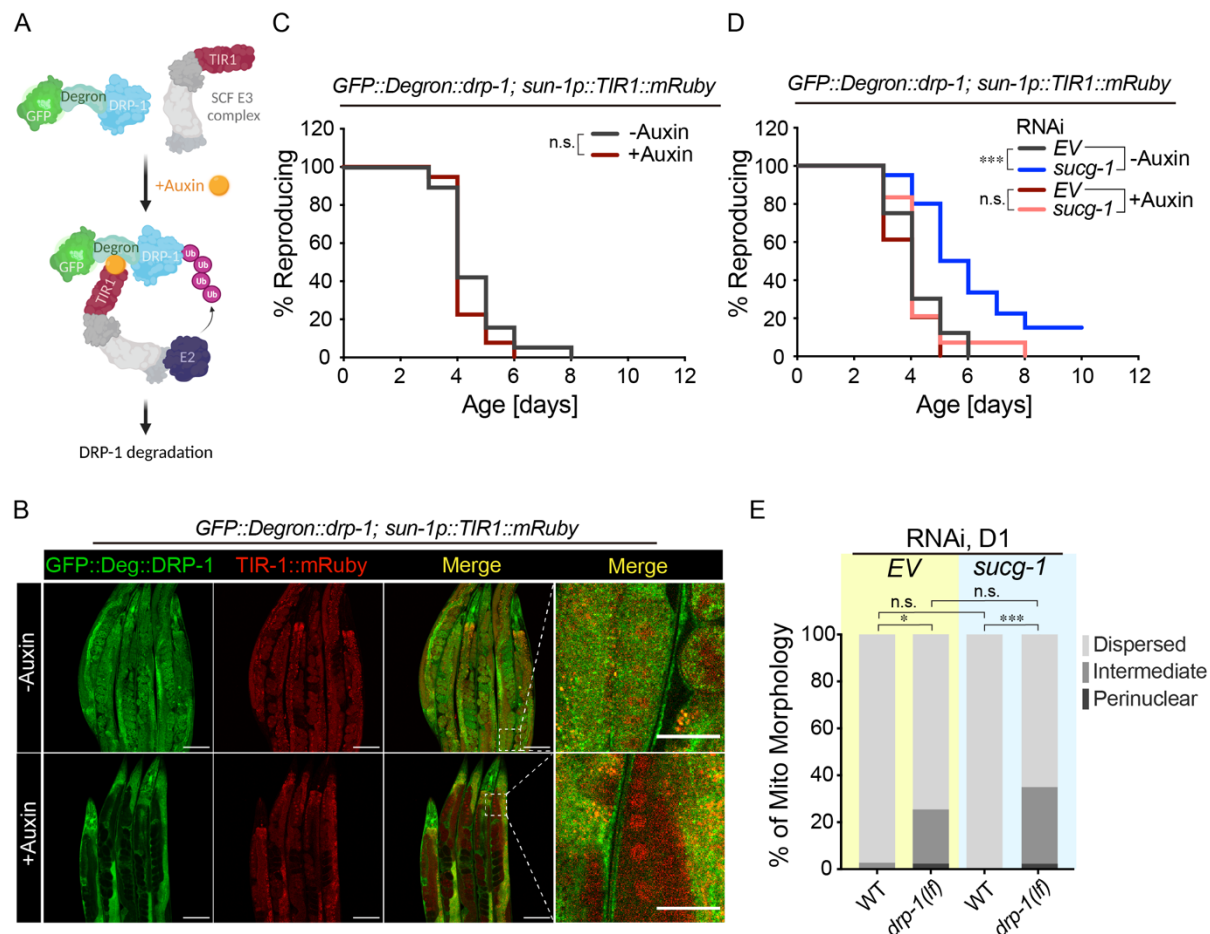 A
TIR1
Degron
GFP
DRP-1
SCF E3
complex
+Auxin
Degron
GFP
DRP-1
TIR1
Ub
Ub
Ub
Ub
E2
DRP-1 degradation
C
GFP::Degron::drp-1; sun-1p::TIR1::mRuby
n.s.
-Auxin
+Auxin
% Reproducing
120
100
80
60
40
20
0
0 2 4 6 8 10 12
Age [days]
D
GFP::Degron::drp-1; sun-1p::TIR1::mRuby
RNAi
***
EV
sucg-1
-Auxin
n.s.
EV
sucg-1
+Auxin
% Reproducing
120
100
80
60
40
20
0
0 2 4 6 8 10 12
Age [days]
B
GFP::Degron::drp-1; sun-1p::TIR1::mRuby
GFP::Deg::DRP-1 TIR-1::mRuby Merge Merge
-Auxin
+Auxin
E
RNAi, D1
EV sucg-1
n.s. n.s.
* ***
% of Mito Morphology
100
80
60
40
20
0
WT drp-1(lf) WT drp-1(lf)
Dispersed
Intermediate
Perinuclear